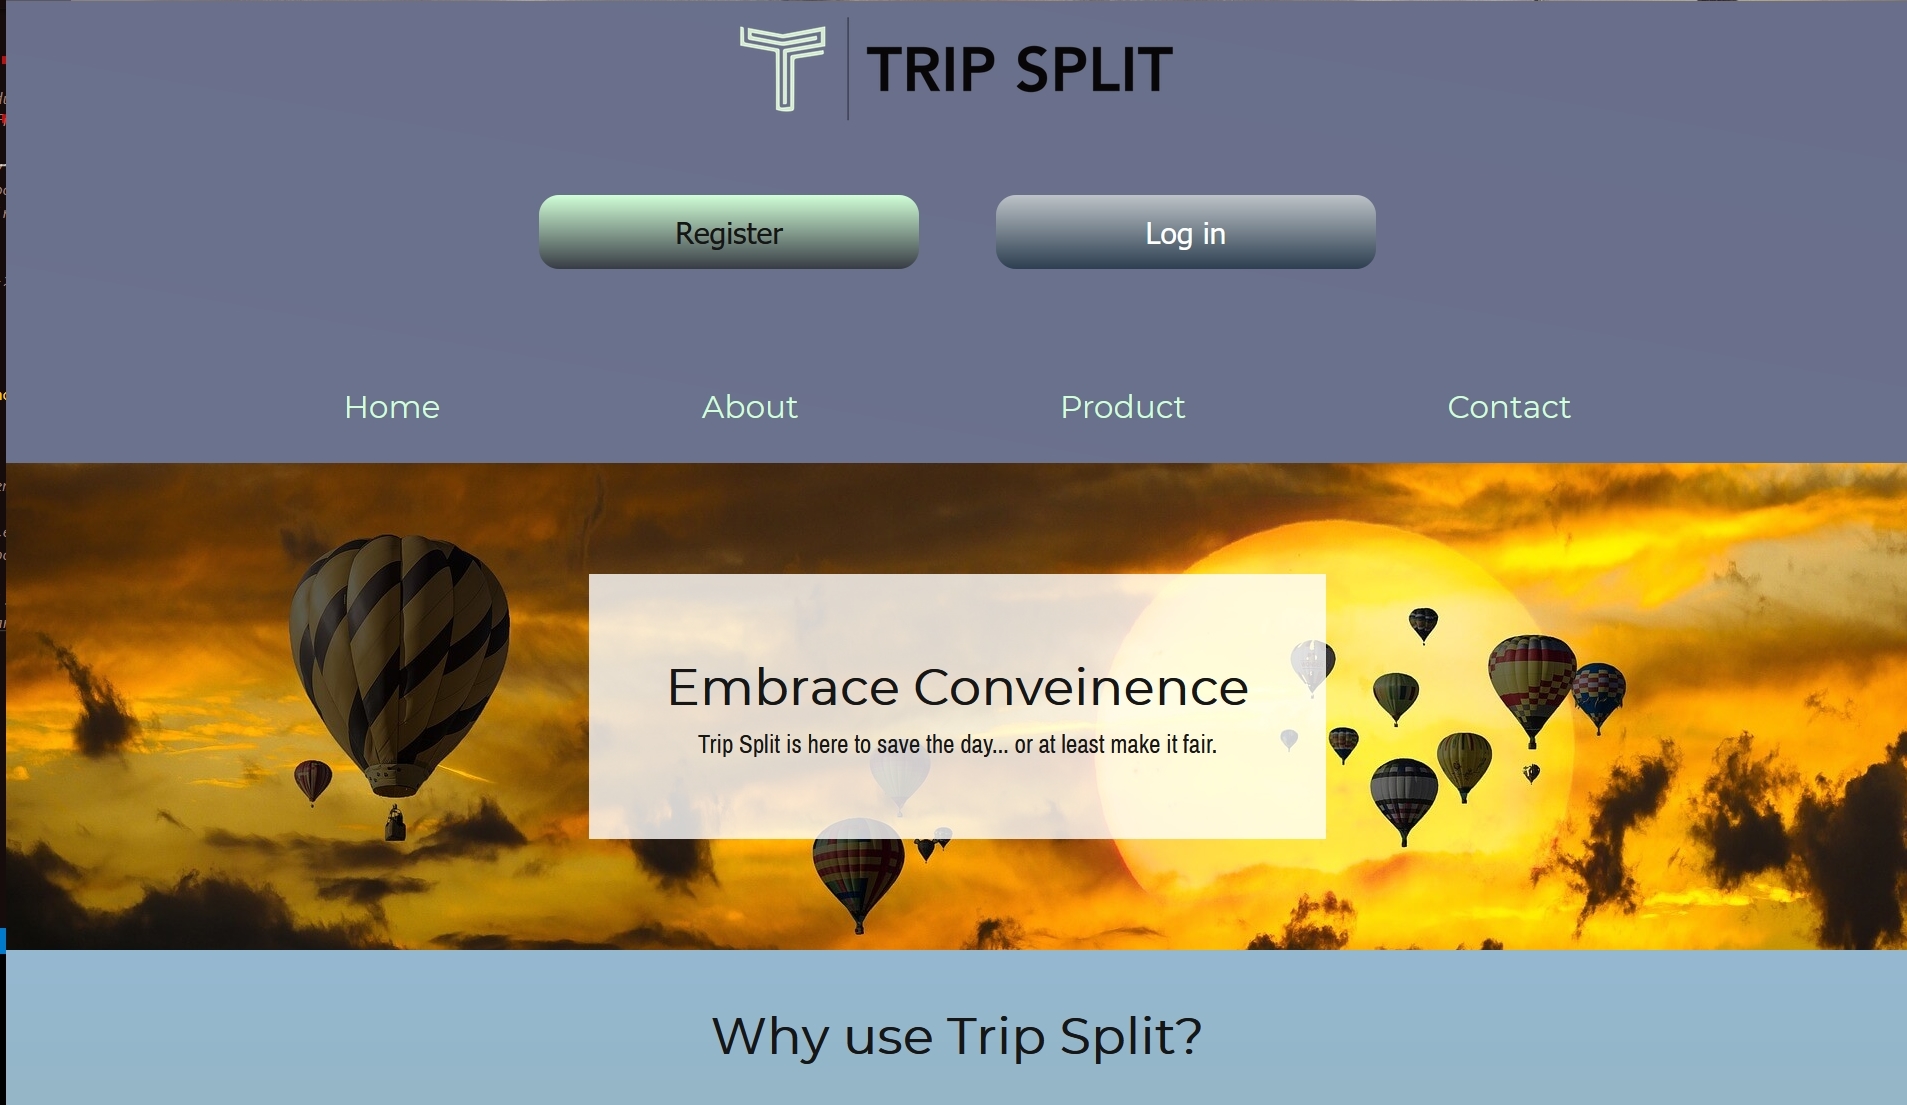 TRIP SPLIT
Register Log in
Home About Product Contact
Embrace Conveinence
Trip Split is here to save the day... or at least make it fair.
Why use Trip Split?